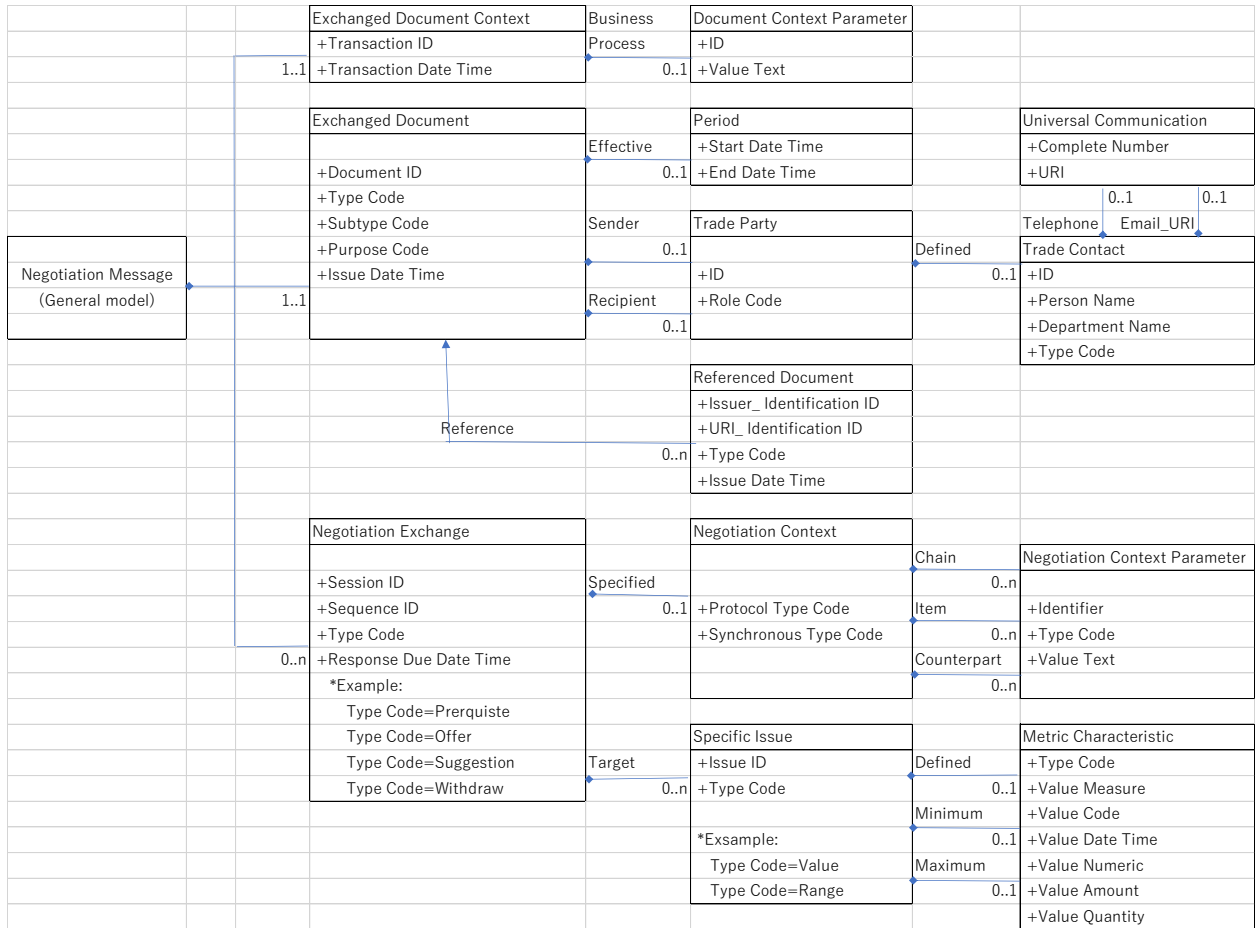 Exchanged Document Context
+Transaction ID
1..1 +Transaction Date Time
Business
Process
0..1
Document Context Parameter
+ID
+Value Text
Exchanged Document
+Document ID
+Type Code
+Subtype Code
+Purpose Code
+Issue Date Time
1..1
Effective
0..1
Period
+Start Date Time
+End Date Time
Universal Communication
+Complete Number
+URI
0..1 0..1
Telephone Email_URI
Sender
0..1
Recipient
0..1
Trade Party
+ID
+Role Code
Defined
0..1
Trade Contact
+ID
+Person Name
+Department Name
+Type Code
Negotiation Message
(General model)
Reference
0..n
Referenced Document
+Issuer_ Identification ID
+URI_ Identification ID
+Type Code
+Issue Date Time
Negotiation Exchange
+Session ID
+Sequence ID
+Type Code
0..n +Response Due Date Time
*Example:
Type Code=Prerquiste
Type Code=Offer
Type Code=Suggestion
Type Code=Withdraw
Specified
0..1
Negotiation Context
+Protocol Type Code
+Synchronous Type Code
Chain
0..n
Item
0..n
Counterpart
0..n
Negotiation Context Parameter
+Identifier
+Type Code
+Value Text
Target
0..n
Specific Issue
+Issue ID
+Type Code
*Exsample:
Type Code=Value
Type Code=Range
Defined
0..1
Minimum
0..1
Maximum
0..1
Metric Characteristic
+Type Code
+Value Measure
+Value Code
+Value Date Time
+Value Numeric
+Value Amount
+Value Quantity